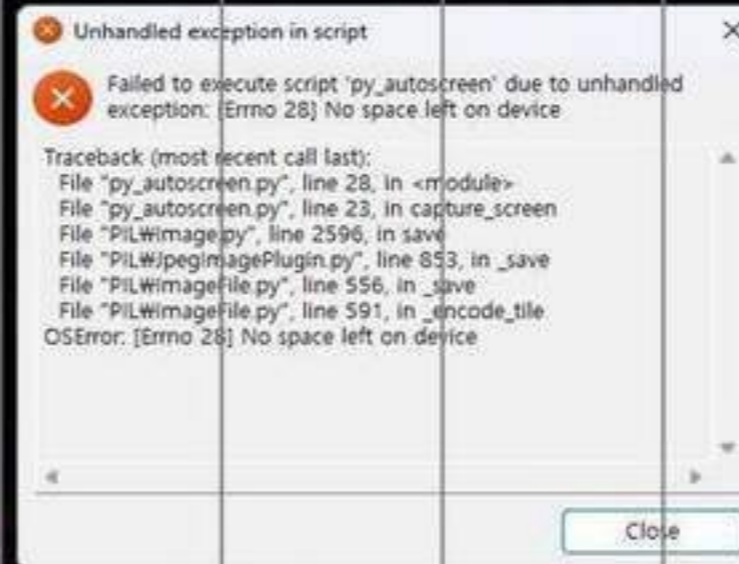 Unhandled exception in script
Failed to execute script 'py_autoscreen' due to unhandled
exception: [Errno 28] No space left on device
Traceback (most recent call last):
File "py_autoscreen.py", line 28, in <module>
File "py_autoscreen.py", line 23, in capture_screen
File "PIL₩Image.py", line 2596, in save
File "PIL₩JpegImagePlugin.py", line 853, in _save
File "PIL₩ImageFile.py", line 556, in _save
File "PIL₩ImageFile.py", line 591, in _encode_tile
OSError: [Errno 28] No space left on device
Close